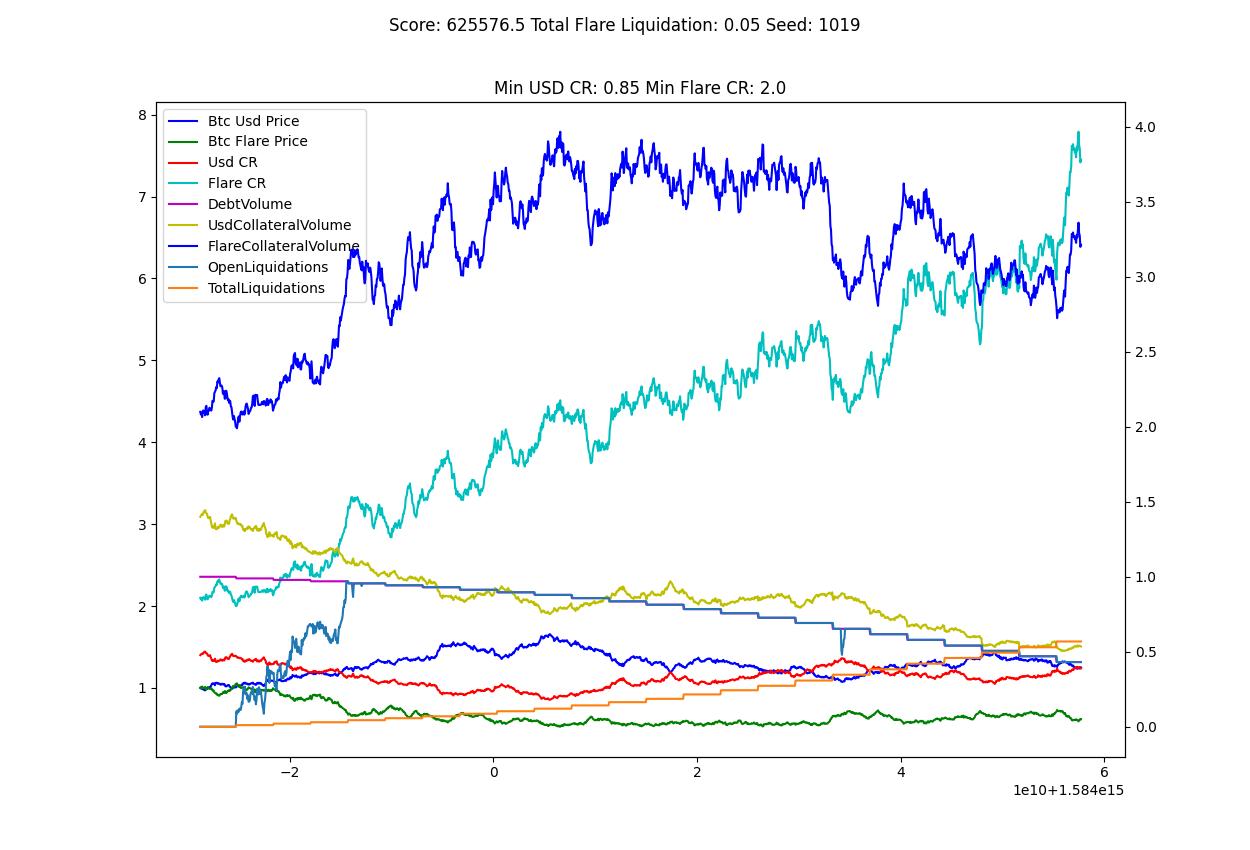 Score: 625576.5 Total Flare Liquidation: 0.05 Seed: 1019
Min USD CR: 0.85 Min Flare CR: 2.0
Btc Usd Price
Btc Flare Price
Usd CR
Flare CR
DebtVolume
UsdCollateralVolume
FlareCollateralVolume
OpenLiquidations
TotalLiquidations
8
7
6
5
4
3
2
1
4.0
3.5
3.0
2.5
2.0
1.5
1.0
0.5
0.0
−2 0 2 4 6
1e10+1.584e15